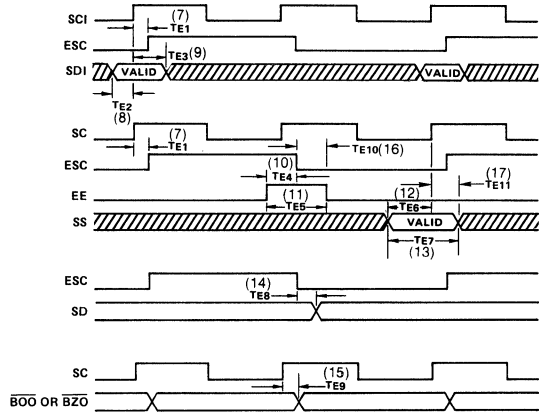 SCI
(7)
TE1
ESC
TE3 (9)
SDI VALID VALID
TE2
(8)
SC
(7)
TE1
TE10 (16)
ESC
(10)
TE4
(17)
TE11
EE
(11)
TE5
(12)
TE6
SS VALID
TE7
(13)
ESC
(14)
TE8
SD
SC
(15)
TE9
BOO OR BZO